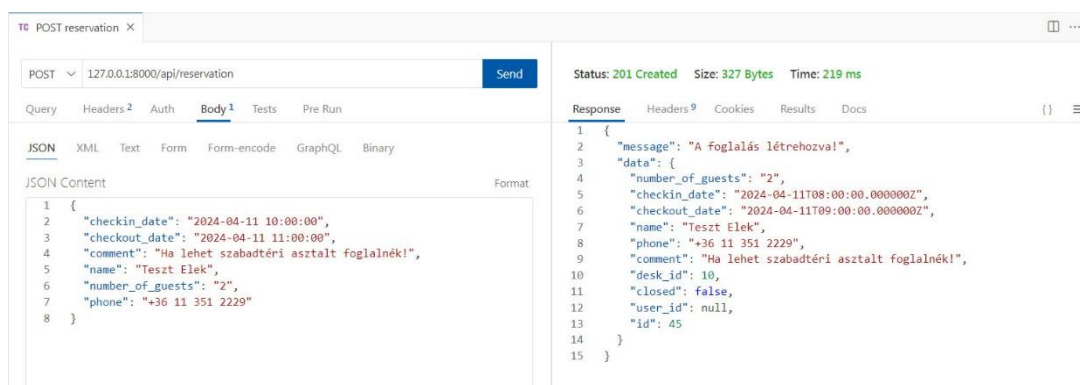 TC POST reservation ×
POST 127.0.0.1:8000/api/reservation Send
Query Headers 2 Auth Body 1 Tests Pre Run
JSON XML Text Form Form-encode GraphQL Binary
JSON Content Format
1 {
2 "checkin_date": "2024-04-11 10:00:00",
3 "checkout_date": "2024-04-11 11:00:00",
4 "comment": "Ha lehet szabadtéri asztalt foglalnék!",
5 "name": "Teszt Elek",
6 "number_of_guests": "2",
7 "phone": "+36 11 351 2229"
8 }
Status: 201 Created Size: 327 Bytes Time: 219 ms
Response Headers 9 Cookies Results Docs {}
1 {
2 "message": "A foglalás létrehozva!",
3 "data": {
4 "number_of_guests": "2",
5 "checkin_date": "2024-04-11T08:00:00.000000Z",
6 "checkout_date": "2024-04-11T09:00:00.000000Z",
7 "name": "Teszt Elek",
8 "phone": "+36 11 351 2229",
9 "comment": "Ha lehet szabadtéri asztalt foglalnék!",
10 "desk_id": 10,
11 "closed": false,
12 "user_id": null,
13 "id": 45
14 }
15 }